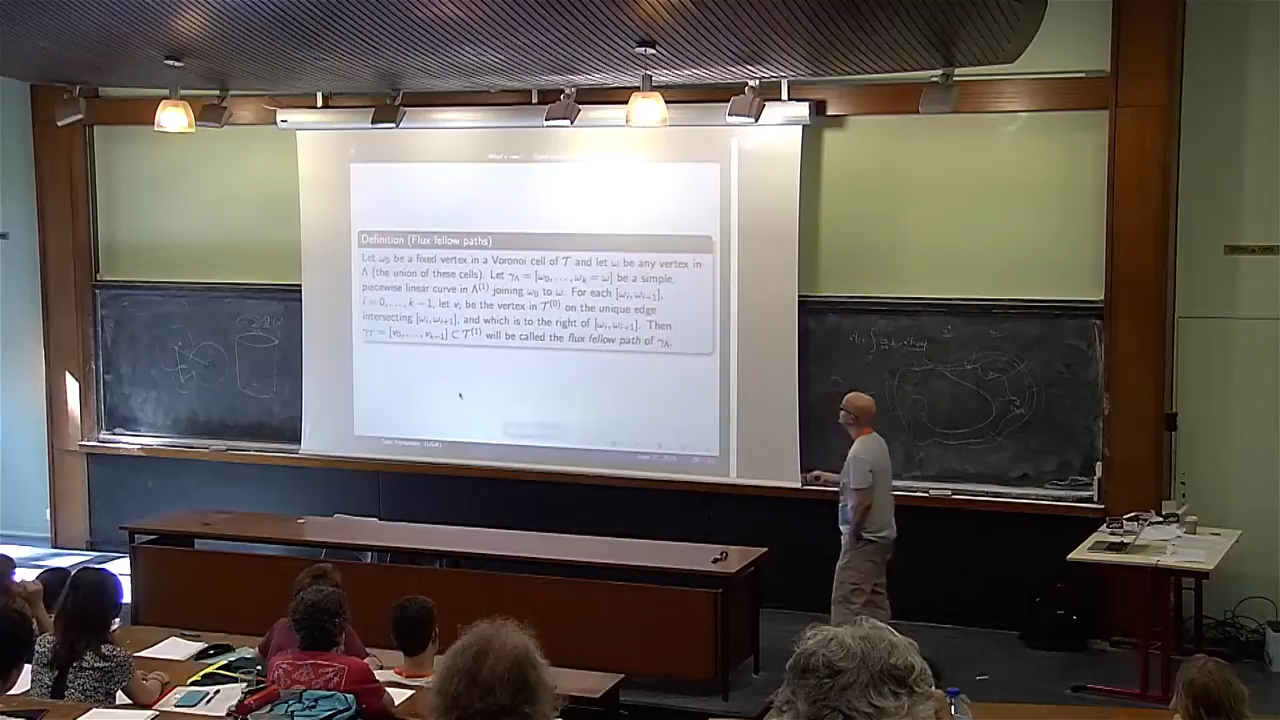 What's new?
Definition (Flux fellow paths)
Let ω₀ be a fixed vertex in a Voronoi cell of 𝒯 and let ω be any vertex in
Λ (the union of these cells). Let γ_Λ = [ω₀, . . . , ω_k = ω] be a simple,
piecewise linear curve in Λ⁽¹⁾ joining ω₀ to ω. For each [ω_i, ω_{i+1}],
i = 0, . . . , k − 1, let v_i be the vertex in 𝒯⁽⁰⁾ on the unique edge
intersecting [ω_i, ω_{i+1}], and which is to the right of [ω_i, ω_{i+1}]. Then
γ_𝒯 = [v₀, . . . , v_{k−1}] ⊂ 𝒯⁽¹⁾ will be called the flux fellow path of γ_Λ.
(UGA)